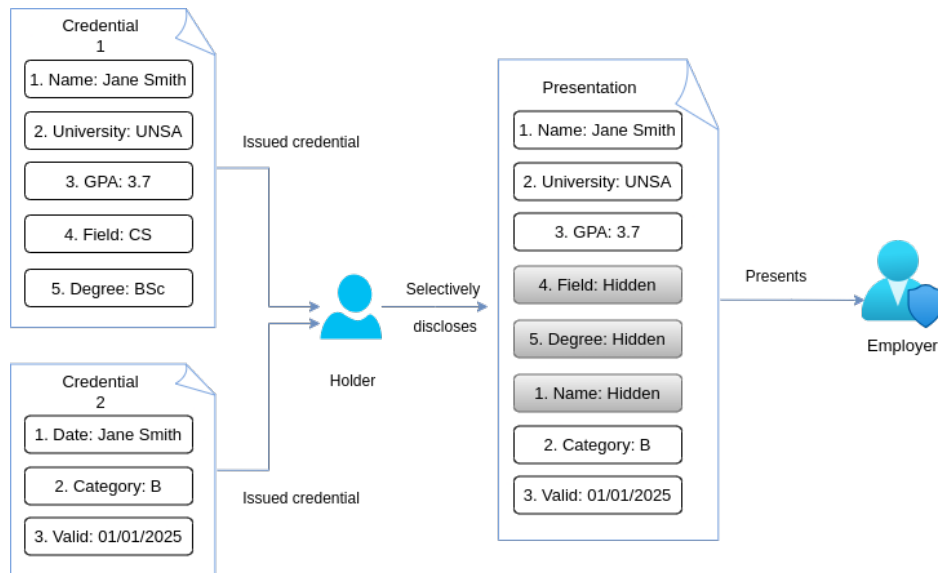 Credential
1
1. Name: Jane Smith
2. University: UNSA
3. GPA: 3.7
4. Field: CS
5. Degree: BSc
Issued credential
Credential
2
1. Date: Jane Smith
2. Category: B
3. Valid: 01/01/2025
Issued credential
Holder
Selectively
discloses
Presentation
1. Name: Jane Smith
2. University: UNSA
3. GPA: 3.7
4. Field: Hidden
5. Degree: Hidden
1. Name: Hidden
2. Category: B
3. Valid: 01/01/2025
Presents
Employer